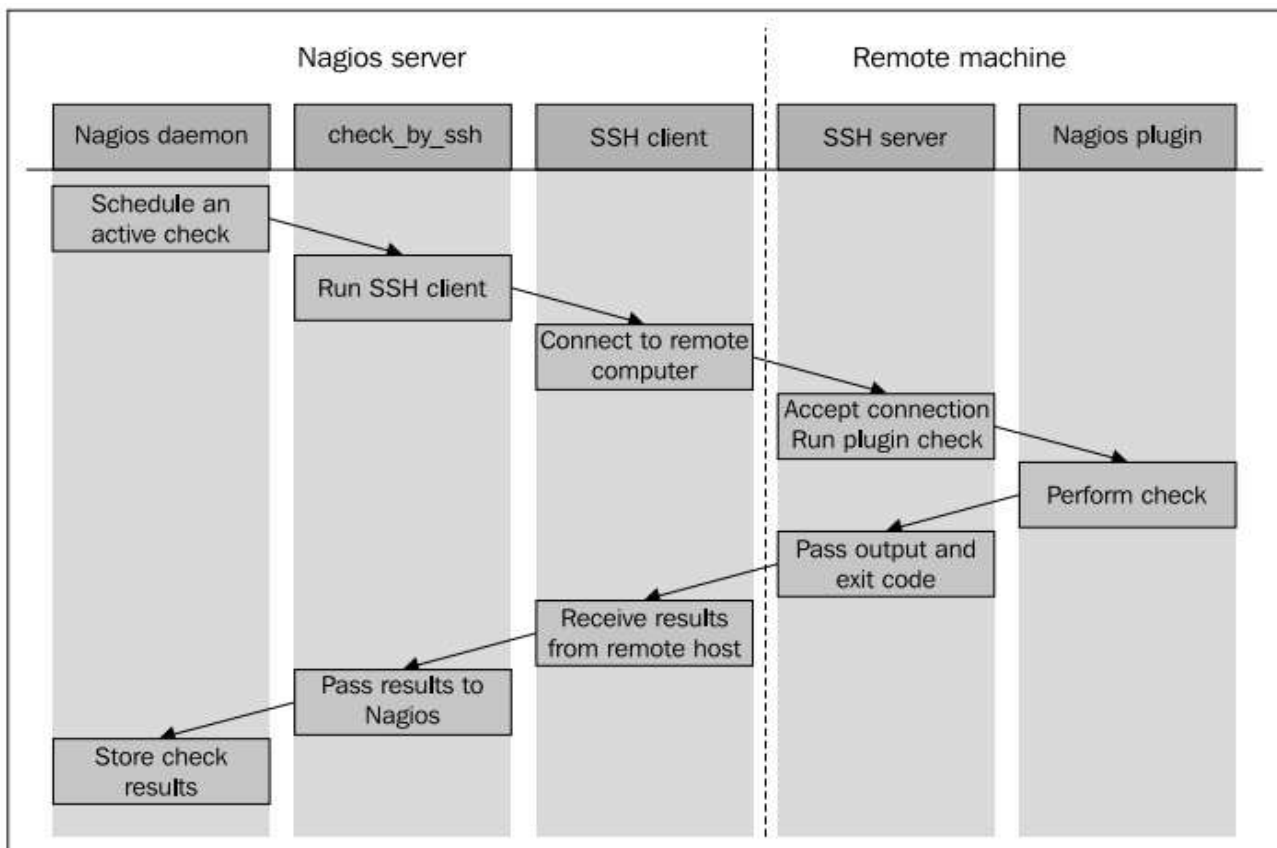 Nagios server
Remote machine
Nagios daemon
check_by_ssh
SSH client
SSH server
Nagios plugin
Schedule an
active check
Run SSH client
Connect to remote
computer
Accept connection
Run plugin check
Perform check
Pass output and
exit code
Receive results
from remote host
Pass results to
Nagios
Store check
results